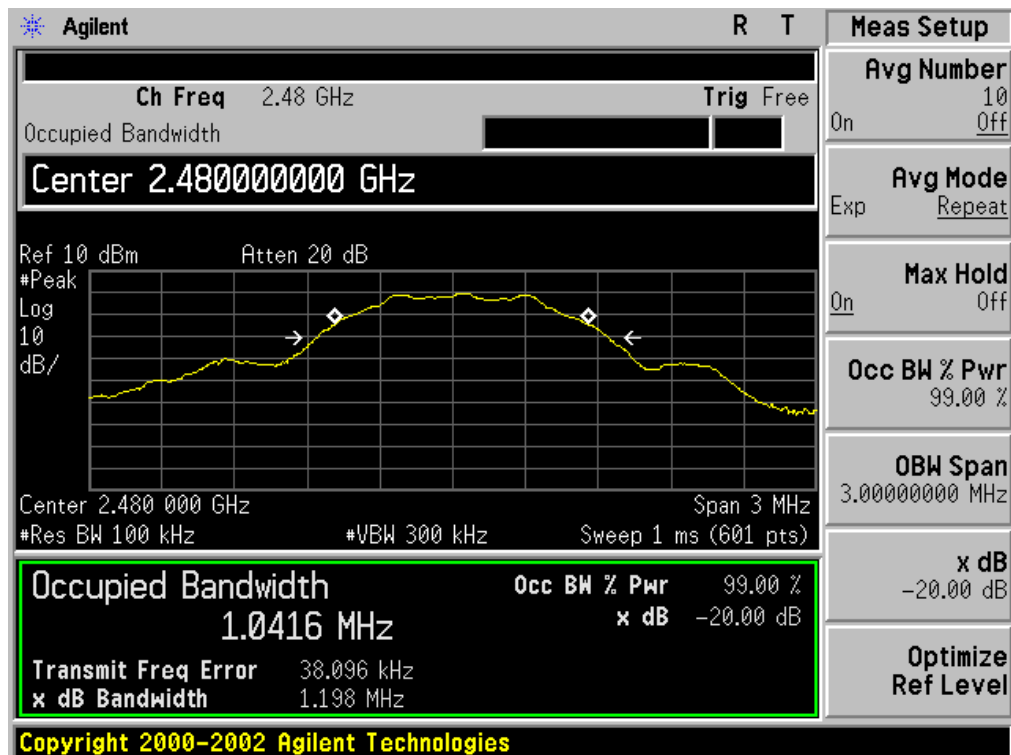 Agilent R T
Ch Freq 2.48 GHz Trig Free
Occupied Bandwidth
Center 2.480000000 GHz
Ref 10 dBm Atten 20 dB
#Peak
Log
10
dB/
Center 2.480 000 GHz Span 3 MHz
#Res BW 100 kHz #VBW 300 kHz Sweep 1 ms (601 pts)
Occupied Bandwidth Occ BW % Pwr 99.00 %
1.0416 MHz x dB -20.00 dB
Transmit Freq Error 38.096 kHz
x dB Bandwidth 1.198 MHz
Copyright 2000-2002 Agilent Technologies
Meas Setup
Avg Number
10
On Off
Avg Mode
Exp Repeat
Max Hold
On Off
Occ BW % Pwr
99.00 %
OBW Span
3.00000000 MHz
x dB
-20.00 dB
Optimize
Ref Level